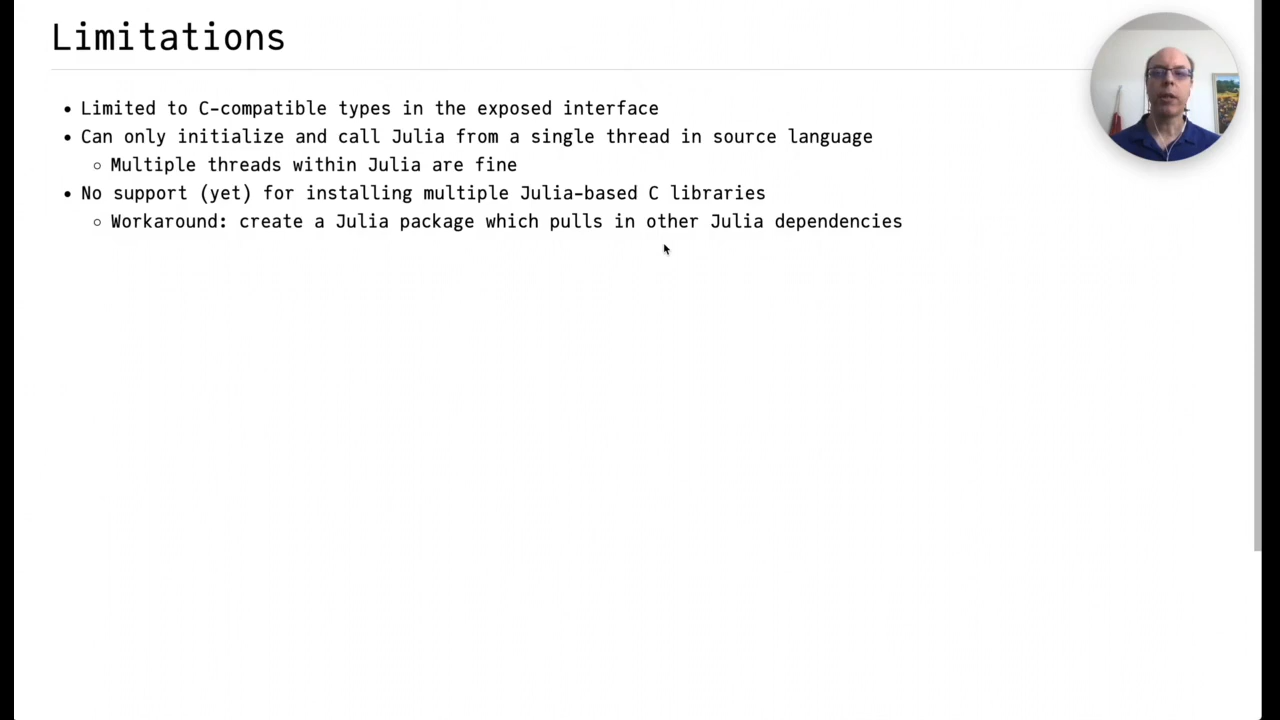 Limitations
• Limited to C-compatible types in the exposed interface
• Can only initialize and call Julia from a single thread in source language
◦ Multiple threads within Julia are fine
• No support (yet) for installing multiple Julia-based C libraries
◦ Workaround: create a Julia package which pulls in other Julia dependencies